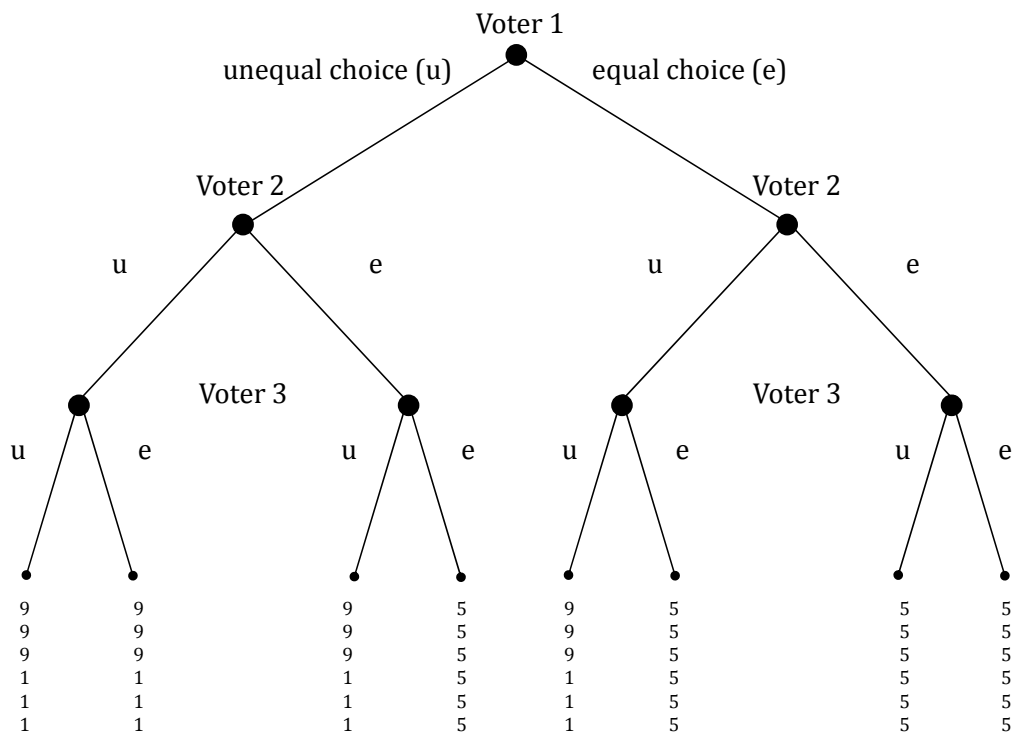 Voter 1
unequal choice (u) equal choice (e)
Voter 2 Voter 2
u e u e
Voter 3 Voter 3
u e u e u e u e
9 9 9 5 9 5 5 5
9 9 9 5 9 5 5 5
9 9 9 5 9 5 5 5
1 1 1 5 1 5 5 5
1 1 1 5 1 5 5 5
1 1 1 5 1 5 5 5